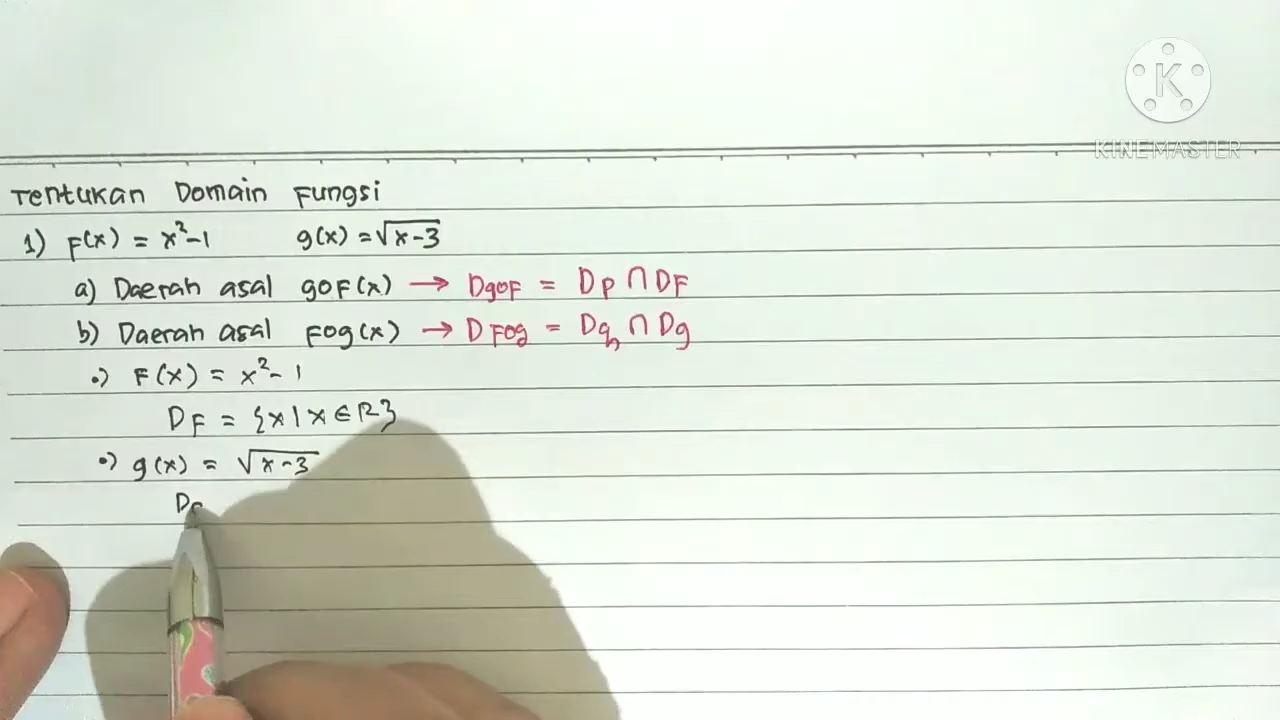 K
KINEMASTER
Tentukan Domain Fungsi
1) F(x) = x²-1 g(x) = √x-3
a) Daerah asal gof(x) → Dgof = Dp ∩ DF
b) Daerah asal Fog(x) → DFog = Dq ∩ Dg
•) F(x) = x²-1
DF = {x | x ∈ R}
•) g(x) = √x-3
D